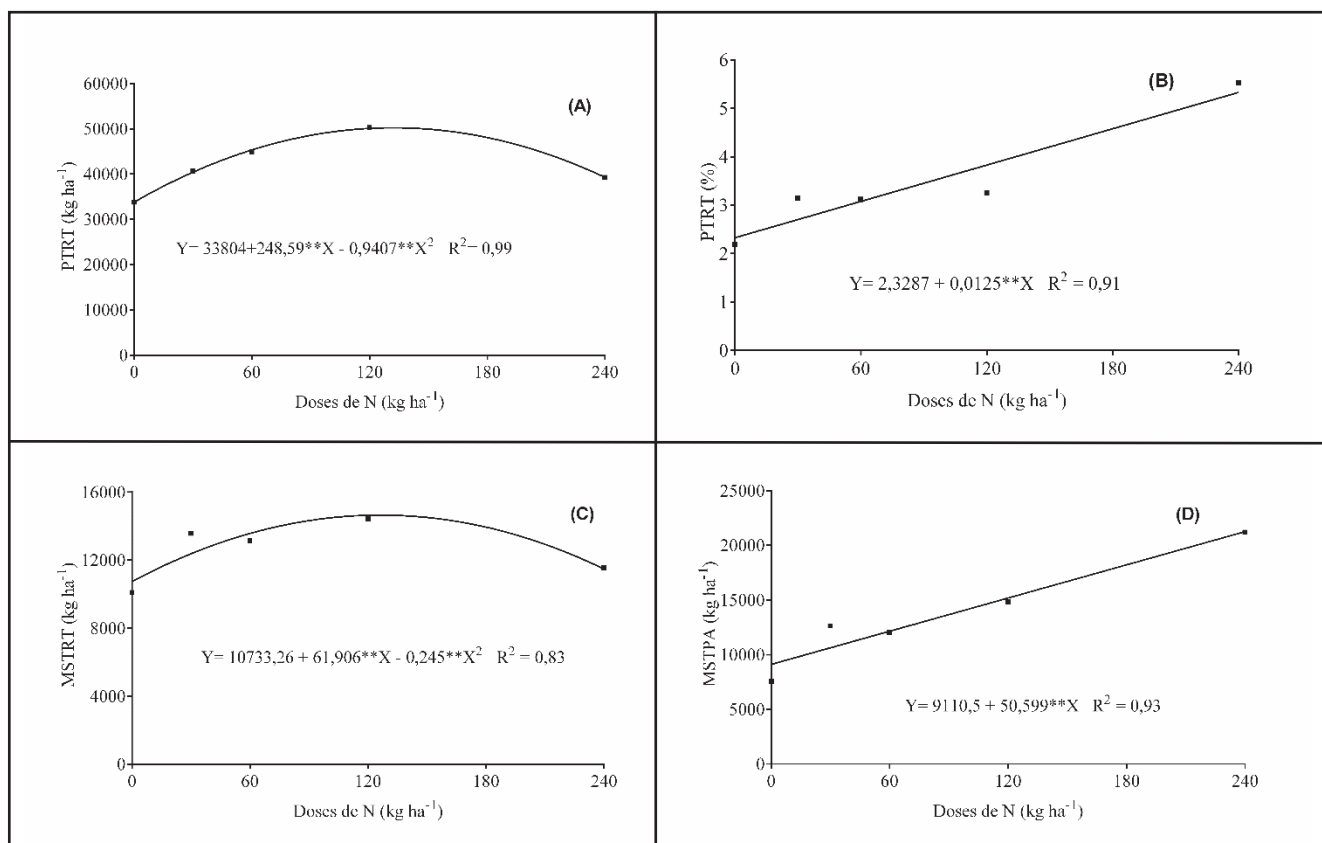 60000
50000
40000
30000
20000
10000
0
PTRT (kg ha⁻¹)
(A)
Y= 33804+248,59**X - 0,9407**X² R²= 0,99
0 60 120 180 240
Doses de N (kg ha⁻¹)
6
5
4
3
2
1
0
PTRT (%)
(B)
Y= 2,3287 + 0,0125**X R² = 0,91
0 60 120 180 240
Doses de N (kg ha⁻¹)
16000
12000
8000
4000
0
MSTRT (kg ha⁻¹)
(C)
Y= 10733,26 + 61,906**X - 0,245**X² R² = 0,83
0 60 120 180 240
Doses de N (kg ha⁻¹)
25000
20000
15000
10000
5000
0
MSTPA (kg ha⁻¹)
(D)
Y= 9110,5 + 50,599**X R² = 0,93
0 60 120 180 240
Doses de N (kg ha⁻¹)